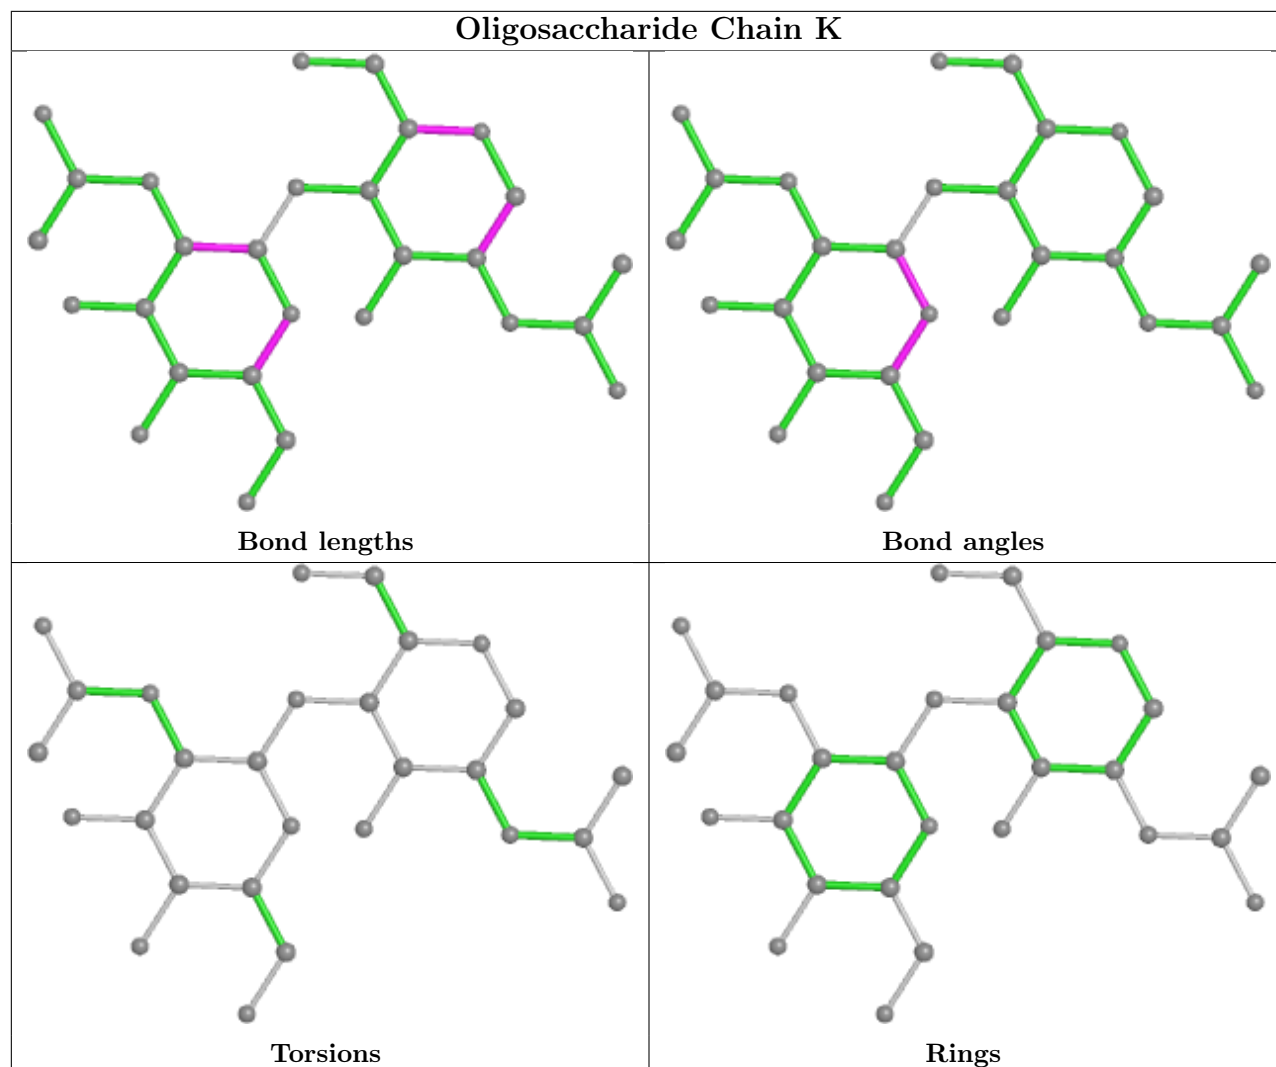 Oligosaccharide Chain K
Bond lengths
Bond angles
Torsions
Rings